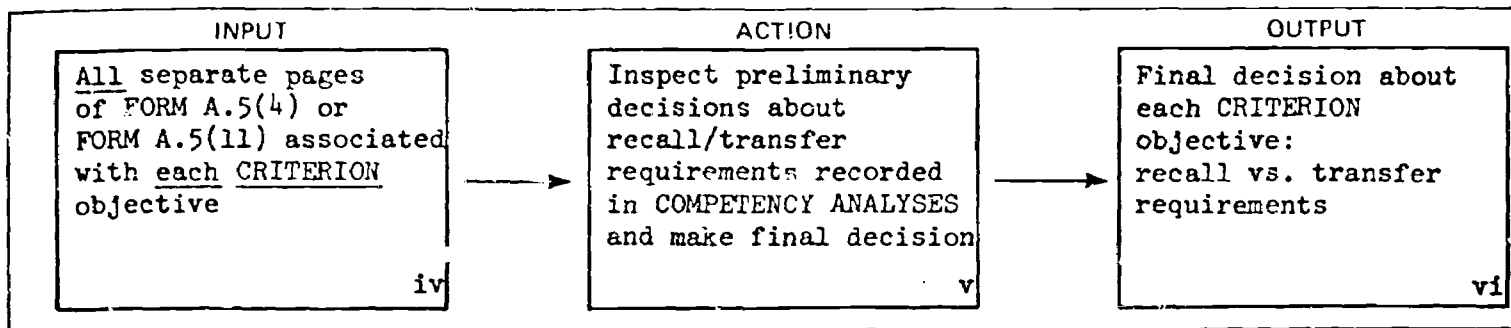 INPUT
All separate pages
of FORM A.5(4) or
FORM A.5(11) associated
with each CRITERION
objective
iv
ACTION
Inspect preliminary
decisions about
recall/transfer
requirements recorded
in COMPETENCY ANALYSES
and make final decision
v
OUTPUT
Final decision about
each CRITERION
objective:
recall vs. transfer
requirements
vi